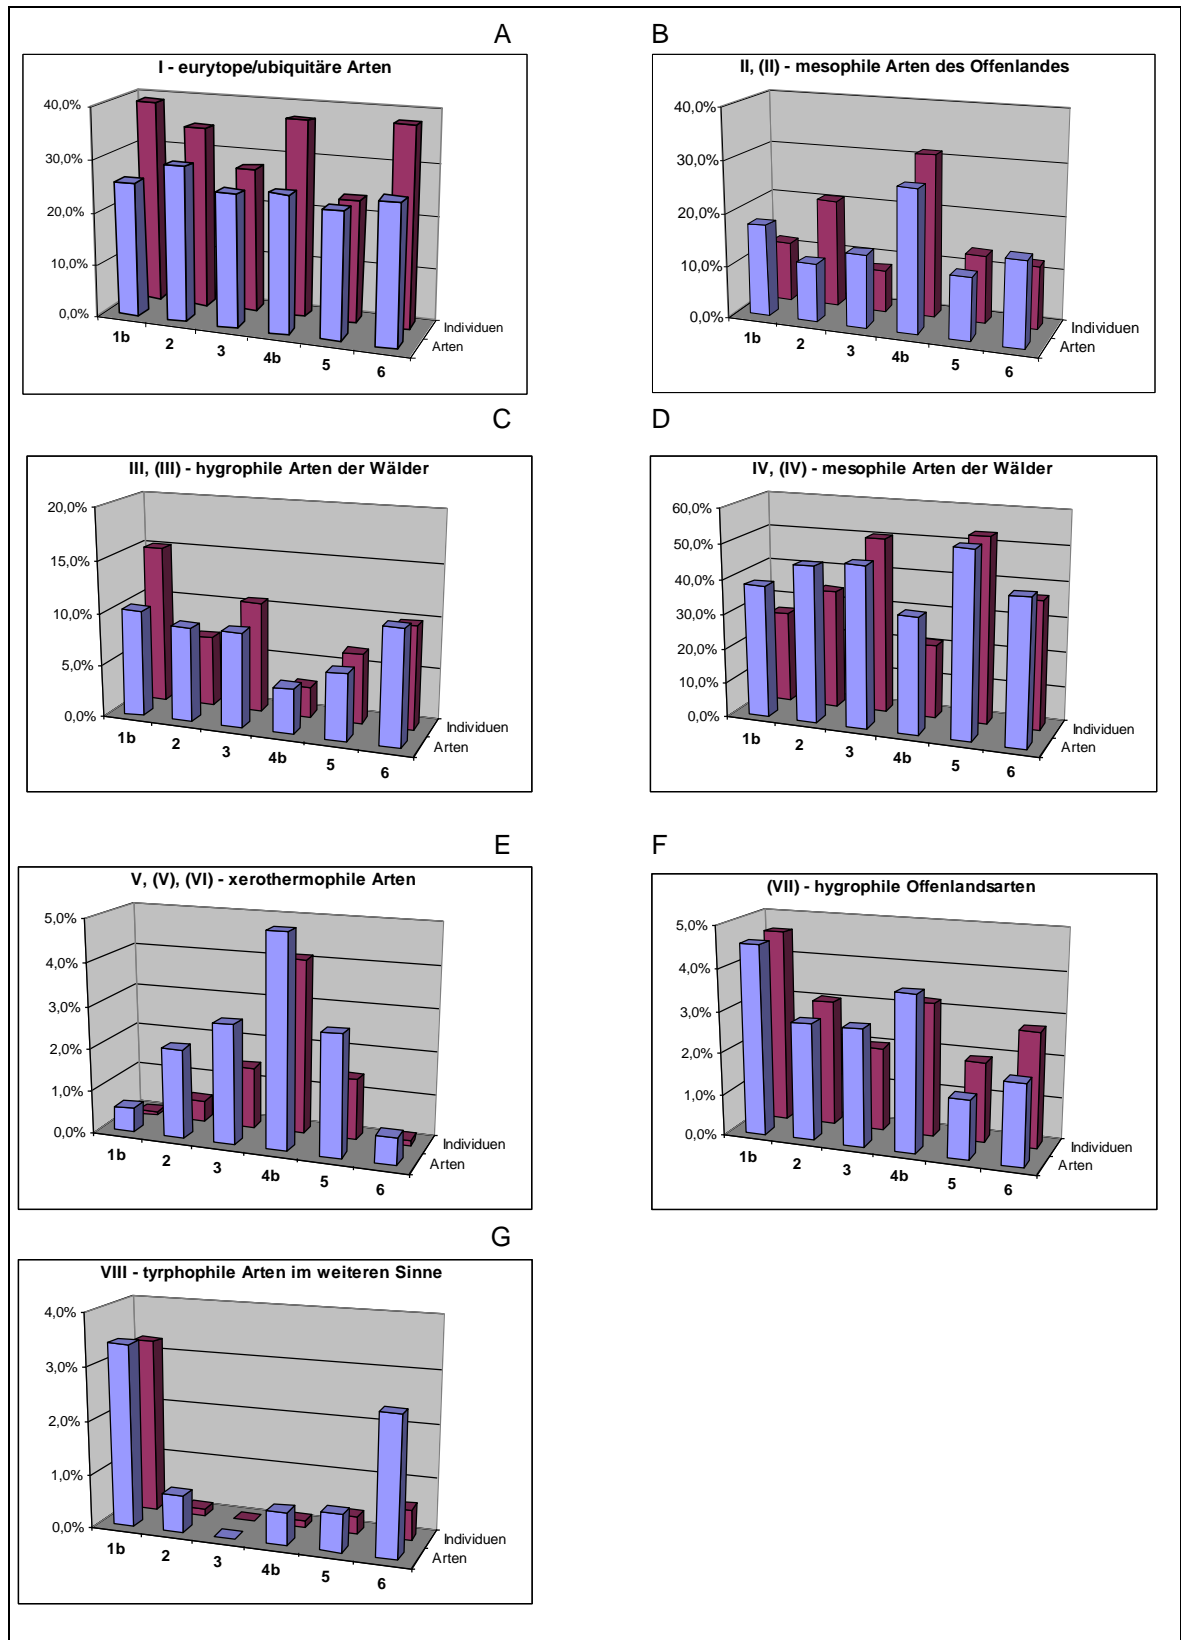 A
I - eurytope/ubiquitäre Arten
40,0%
30,0%
20,0%
10,0%
0,0%
1b
2
3
4b
5
6
Individuen
Arten
B
II, (II) - mesophile Arten des Offenlandes
40,0%
30,0%
20,0%
10,0%
0,0%
1b
2
3
4b
5
6
Individuen
Arten
C
III, (III) - hygrophile Arten der Wälder
20,0%
15,0%
10,0%
5,0%
0,0%
1b
2
3
4b
5
6
Individuen
Arten
D
IV, (IV) - mesophile Arten der Wälder
60,0%
50,0%
40,0%
30,0%
20,0%
10,0%
0,0%
1b
2
3
4b
5
6
Individuen
Arten
E
V, (V), (VI) - xerothermophile Arten
5,0%
4,0%
3,0%
2,0%
1,0%
0,0%
1b
2
3
4b
5
6
Individuen
Arten
F
(VII) - hygrophile Offenlandsarten
5,0%
4,0%
3,0%
2,0%
1,0%
0,0%
1b
2
3
4b
5
6
Individuen
Arten
G
VIII - tyrphophile Arten im weiteren Sinne
4,0%
3,0%
2,0%
1,0%
0,0%
1b
2
3
4b
5
6
Individuen
Arten